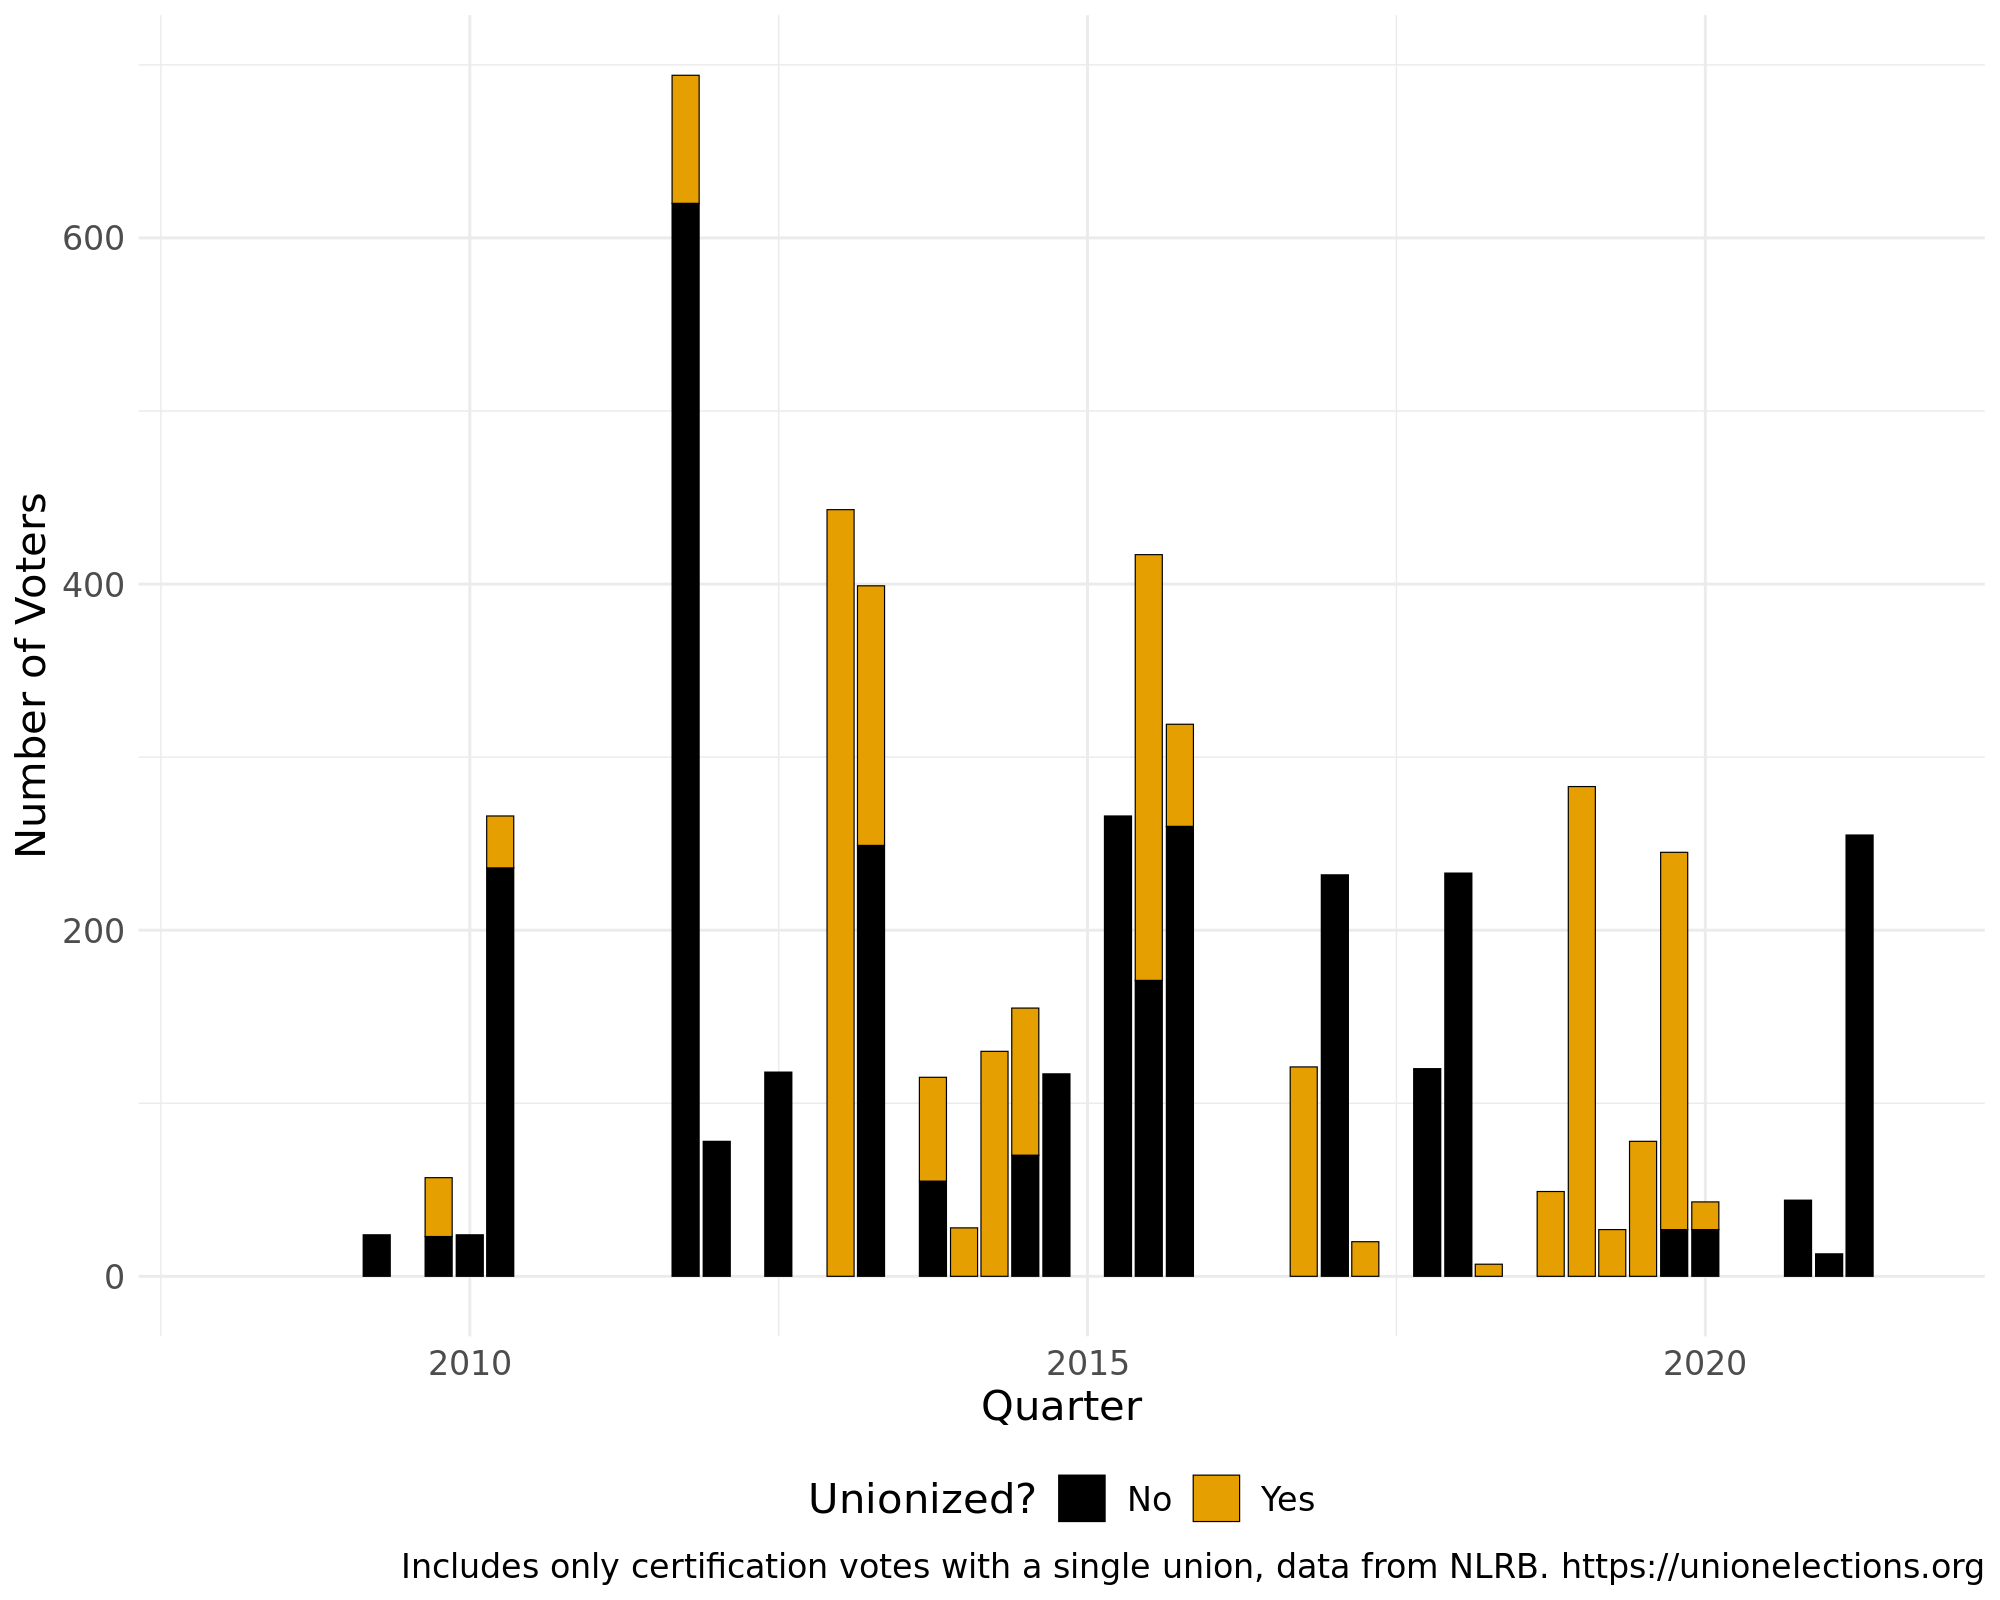 Number of Voters
600
400
200
0
2010 2015 2020
Quarter
Unionized? No Yes
Includes only certification votes with a single union, data from NLRB. https://unionelections.org